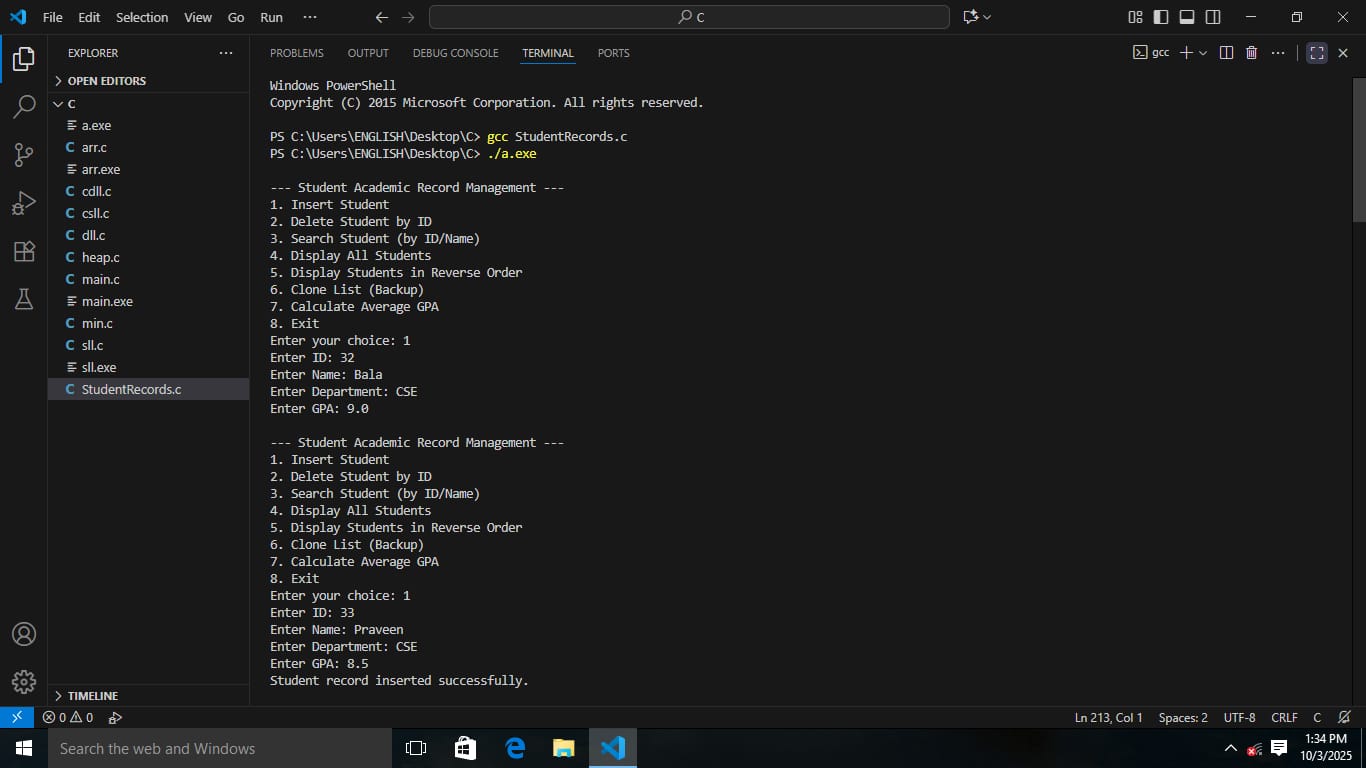 File Edit Selection View Go Run ···
C
EXPLORER ···
OPEN EDITORS
C
a.exe
C arr.c
arr.exe
C cdll.c
C csll.c
C dll.c
C heap.c
C main.c
main.exe
C min.c
C sll.c
sll.exe
C StudentRecords.c
TIMELINE
PROBLEMS OUTPUT DEBUG CONSOLE TERMINAL PORTS
gcc
Windows PowerShell
Copyright (C) 2015 Microsoft Corporation. All rights reserved.
PS C:\Users\ENGLISH\Desktop\C> gcc StudentRecords.c
PS C:\Users\ENGLISH\Desktop\C> ./a.exe
--- Student Academic Record Management ---
1. Insert Student
2. Delete Student by ID
3. Search Student (by ID/Name)
4. Display All Students
5. Display Students in Reverse Order
6. Clone List (Backup)
7. Calculate Average GPA
8. Exit
Enter your choice: 1
Enter ID: 32
Enter Name: Bala
Enter Department: CSE
Enter GPA: 9.0
--- Student Academic Record Management ---
1. Insert Student
2. Delete Student by ID
3. Search Student (by ID/Name)
4. Display All Students
5. Display Students in Reverse Order
6. Clone List (Backup)
7. Calculate Average GPA
8. Exit
Enter your choice: 1
Enter ID: 33
Enter Name: Praveen
Enter Department: CSE
Enter GPA: 8.5
Student record inserted successfully.
0 0
Ln 213, Col 1 Spaces: 2 UTF-8 CRLF C
Search the web and Windows
1:34 PM
10/3/2025